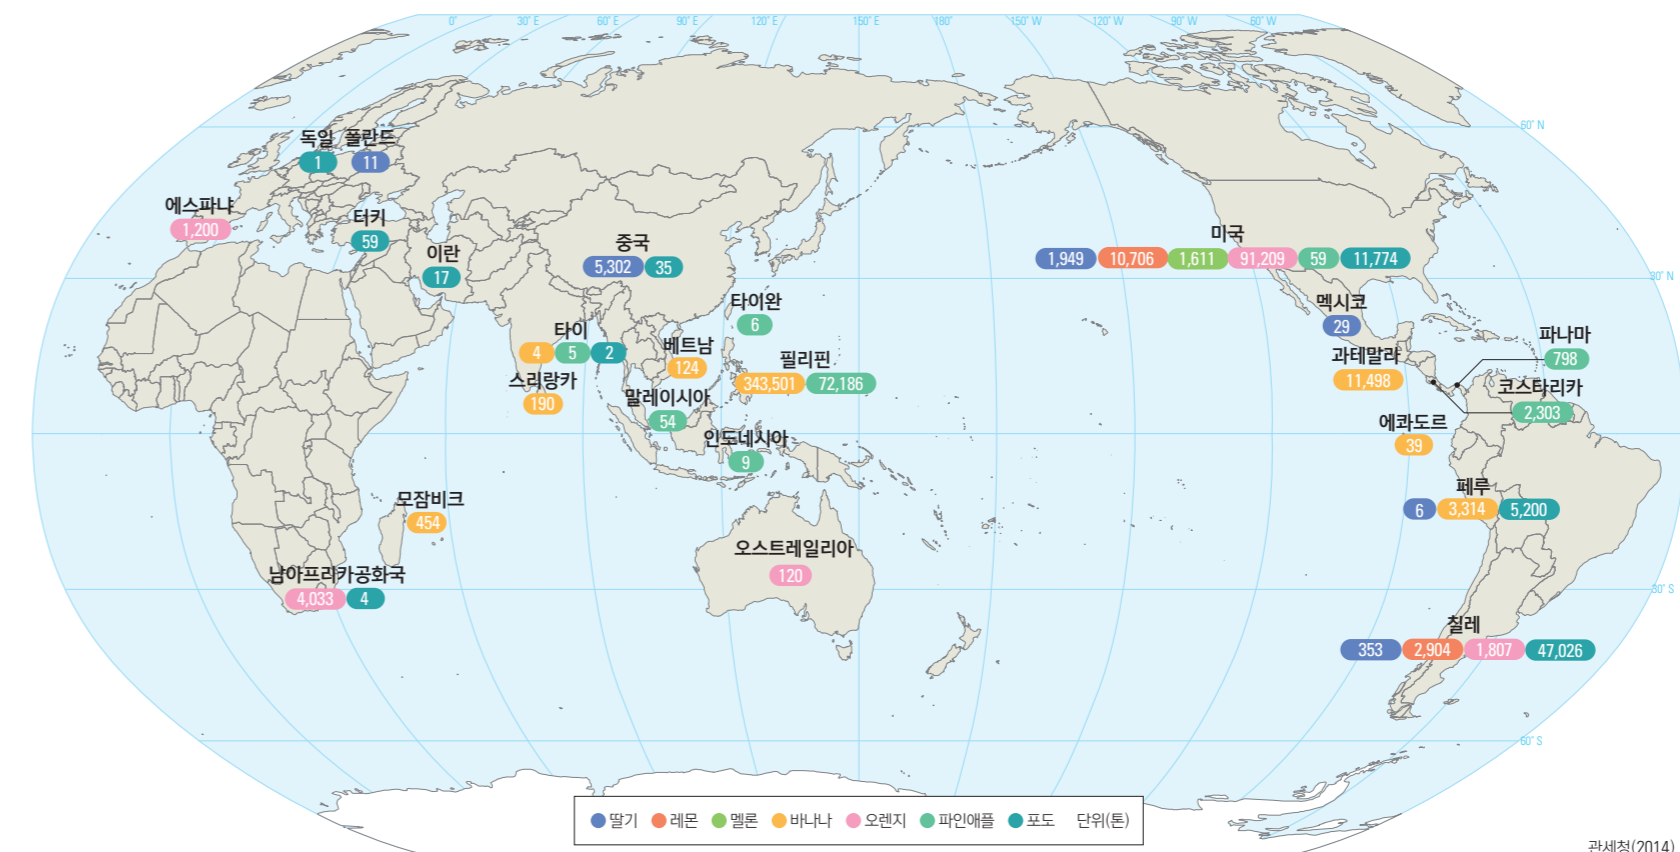 0° 30° E 60° E 90° E 120° E 150° E 180° 150° W 120° W 90° W 60° W
60° N
독일 폴란드
1 11
에스파냐
1,200
터키
59
이란
17
중국
5,302 35
미국
1,949 10,706 1,611 91,209 59 11,774
30° N
타이완
6
멕시코
29
타이
4 5 2
베트남
124
필리핀
343,501 72,186
과테말라
11,498
파나마
798
스리랑카
190
말레이시아
54
코스타리카
2,303
인도네시아
9
에콰도르
39
모잠비크
454
페루
6 3,314 5,200
오스트레일리아
120
남아프리카공화국
4,033 4
30° S
칠레
353 2,904 1,807 47,026
60° S
딸기 레몬 멜론 바나나 오렌지 파인애플 포도 단위(톤)
관세청(2014)